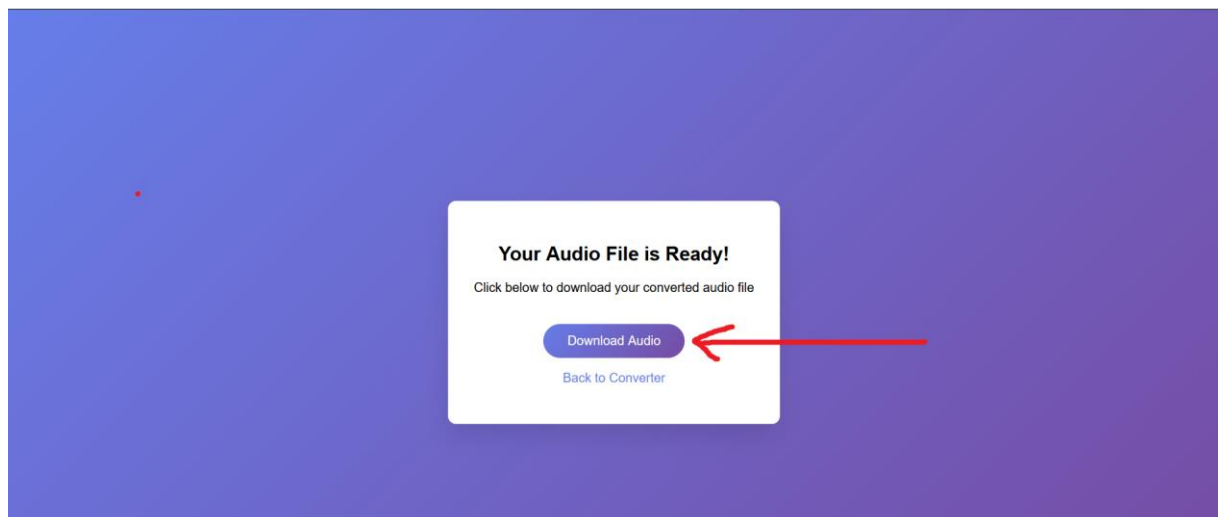 Your Audio File is Ready!
Click below to download your converted audio file
Download Audio
Back to Converter